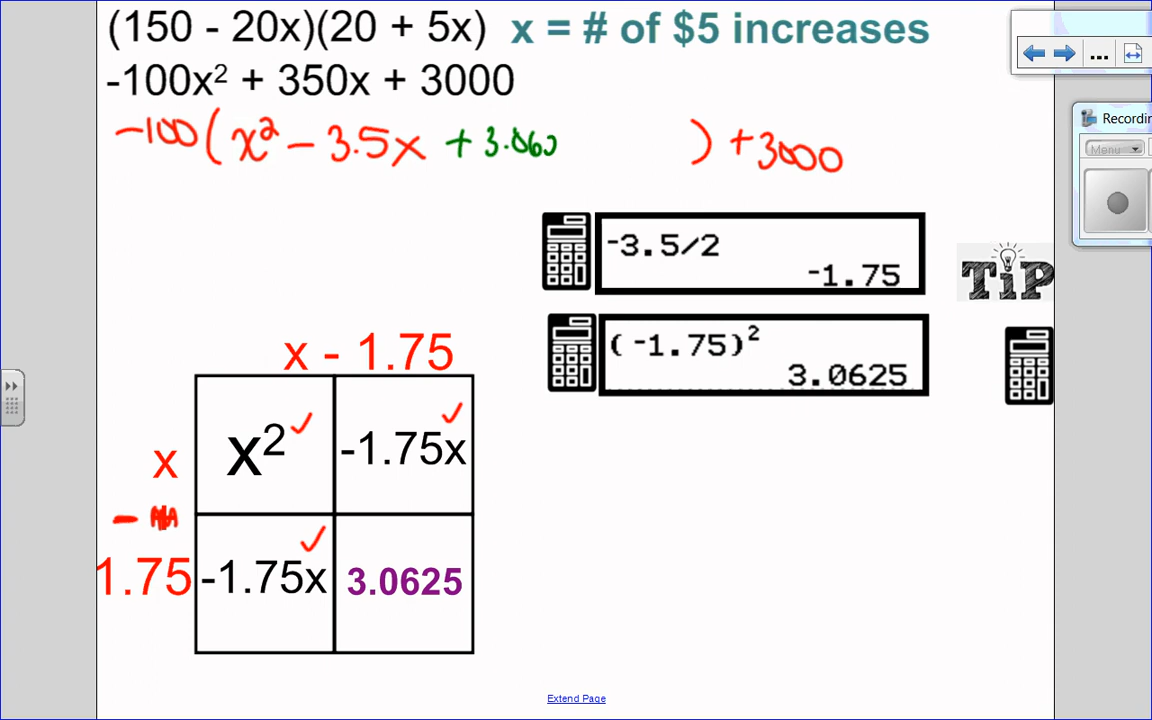 (150 - 20x)(20 + 5x) x = # of $5 increases
-100x² + 350x + 3000
-100(x² - 3.5x + 3.062 ) + 3000
...
Recordin
Menu
-3.5/2
-1.75
TiP
(-1.75)²
3.0625
x - 1.75
x² -1.75x
x
-
1.75 -1.75x 3.0625
Extend Page